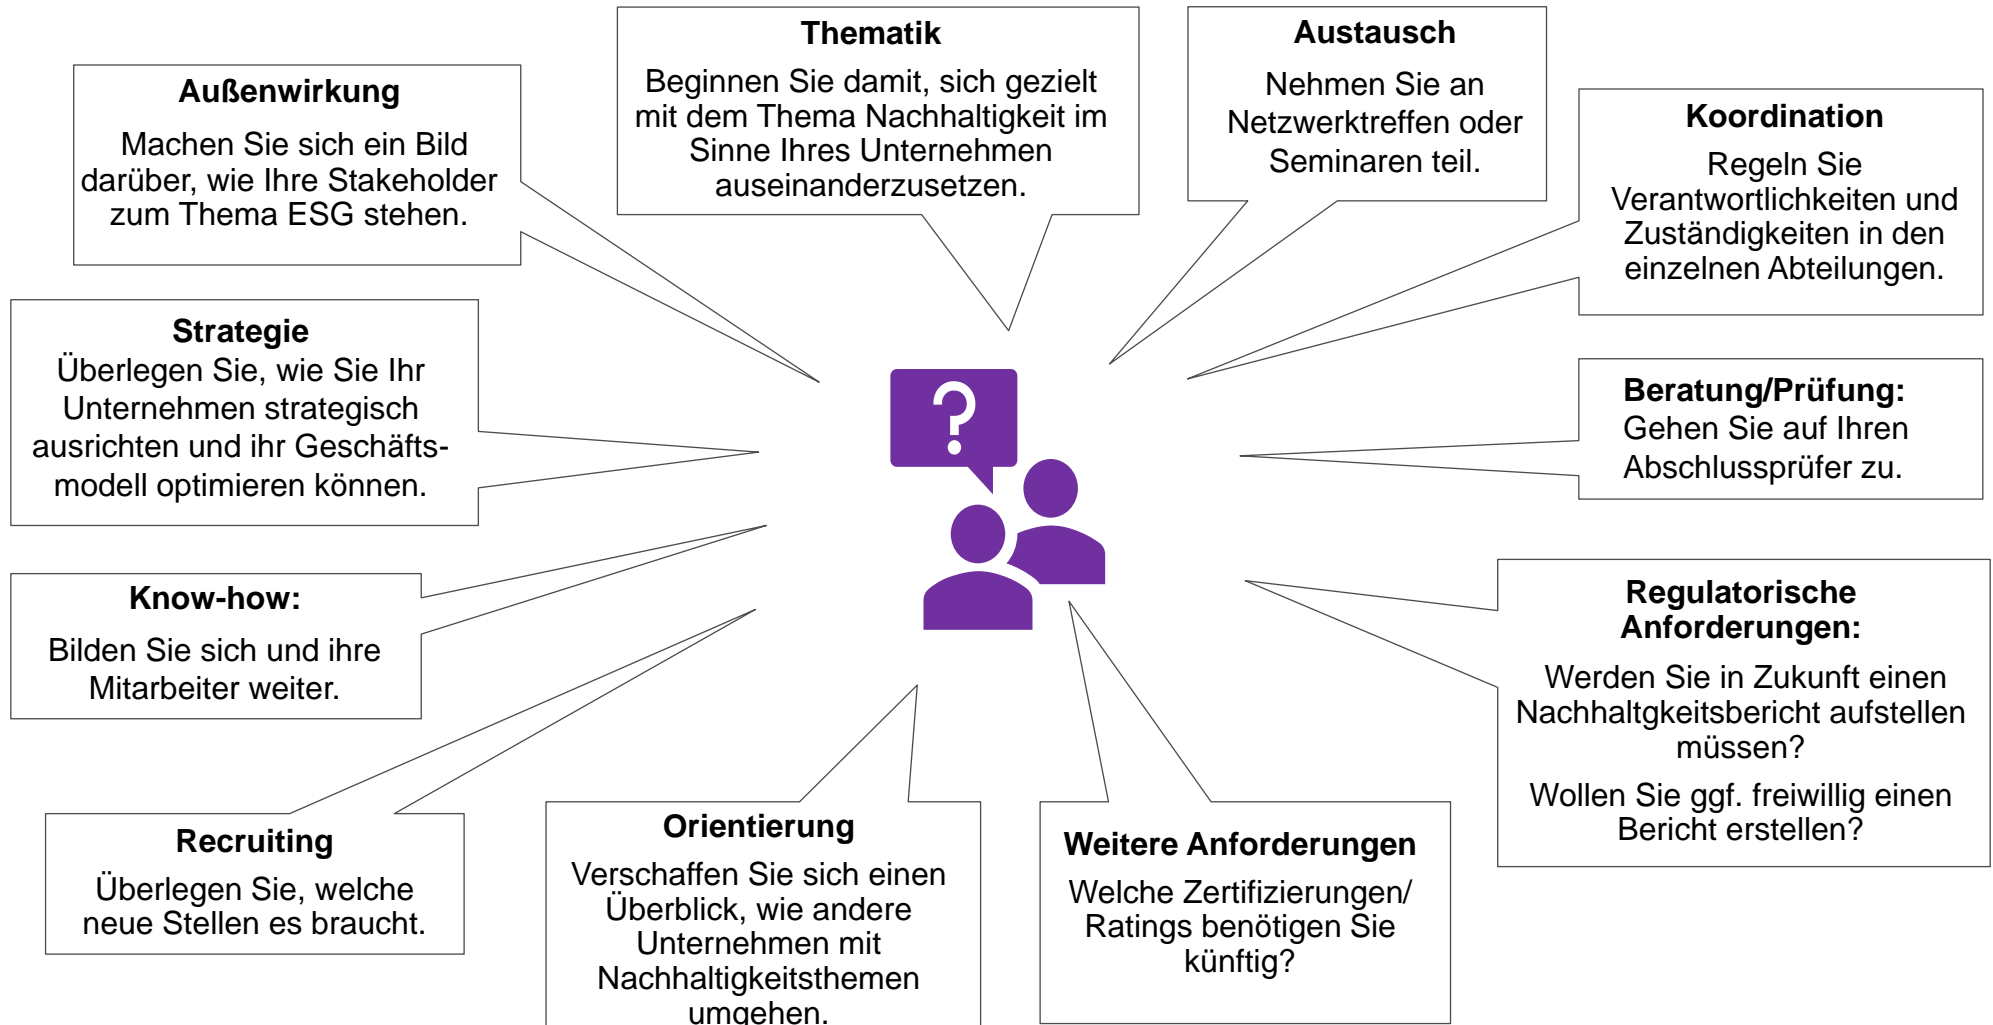 Thematik
Beginnen Sie damit, sich gezielt
mit dem Thema Nachhaltigkeit im
Sinne Ihres Unternehmen
auseinanderzusetzen.
Austausch
Nehmen Sie an
Netzwerktreffen oder
Seminaren teil.
Außenwirkung
Machen Sie sich ein Bild
darüber, wie Ihre Stakeholder
zum Thema ESG stehen.
Koordination
Regeln Sie
Verantwortlichkeiten und
Zuständigkeiten in den
einzelnen Abteilungen.
Strategie
Überlegen Sie, wie Sie Ihr
Unternehmen strategisch
ausrichten und ihr Geschäfts-
modell optimieren können.
?
Beratung/Prüfung:
Gehen Sie auf Ihren
Abschlussprüfer zu.
Know-how:
Bilden Sie sich und ihre
Mitarbeiter weiter.
Regulatorische
Anforderungen:
Werden Sie in Zukunft einen
Nachhaltgkeitsbericht aufstellen
müssen?
Wollen Sie ggf. freiwillig einen
Bericht erstellen?
Recruiting
Überlegen Sie, welche
neue Stellen es braucht.
Orientierung
Verschaffen Sie sich einen
Überblick, wie andere
Unternehmen mit
Nachhaltigkeitsthemen
umgehen.
Weitere Anforderungen
Welche Zertifizierungen/
Ratings benötigen Sie
künftig?